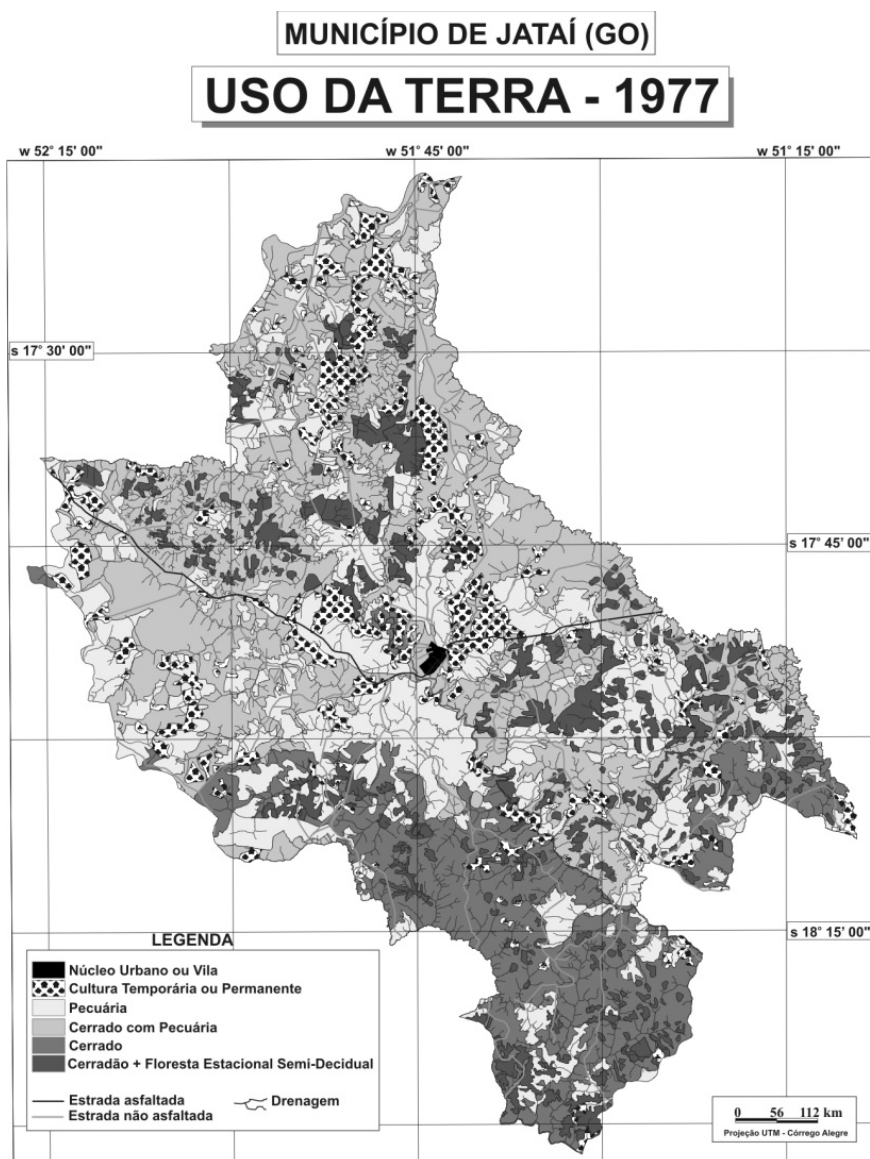 MUNICÍPIO DE JATAÍ (GO)
USO DA TERRA - 1977
w 52° 15' 00"
w 51° 45' 00"
w 51° 15' 00"
s 17° 30' 00"
s 17° 45' 00"
s 18° 15' 00"
LEGENDA
Núcleo Urbano ou Vila
Cultura Temporária ou Permanente
Pecuária
Cerrado com Pecuária
Cerrado
Cerradão + Floresta Estacional Semi-Decidual
Estrada asfaltada
Drenagem
Estrada não asfaltada
0 56 112 km
Projeção UTM - Córrego Alegre